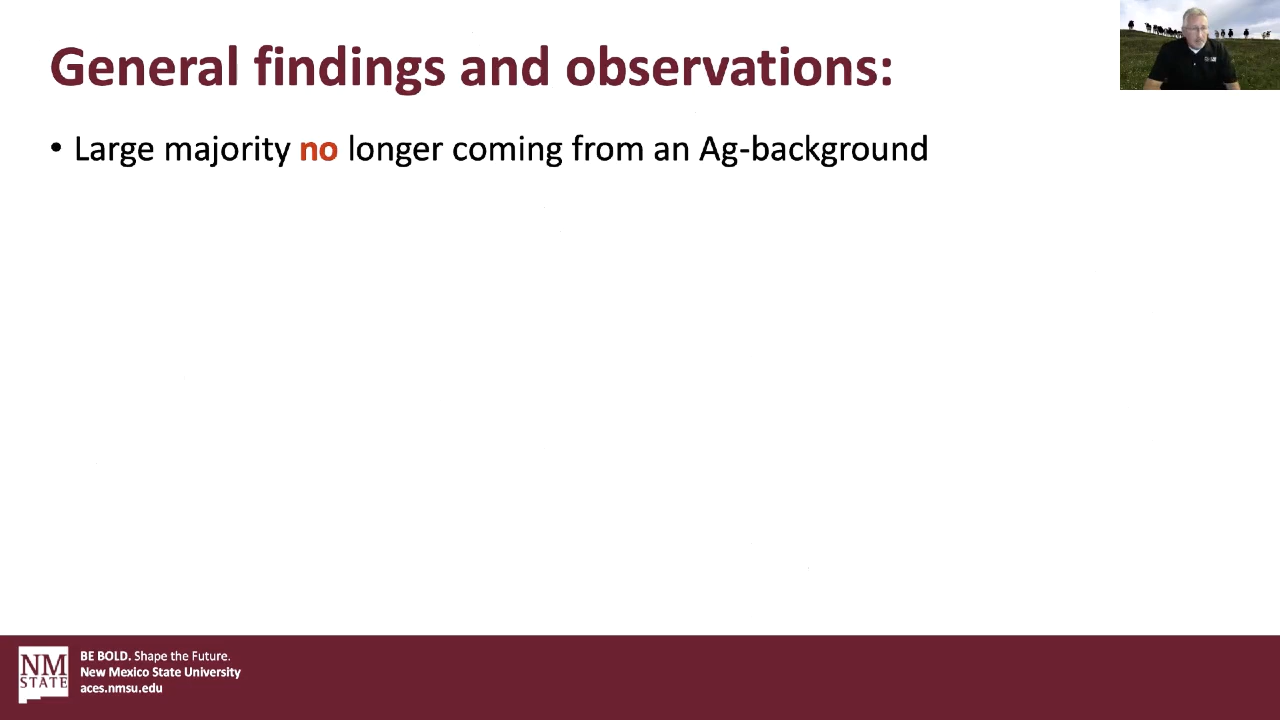 General findings and observations:
• Large majority no longer coming from an Ag-background
NM
STATE
BE BOLD. Shape the Future.
New Mexico State University
aces.nmsu.edu